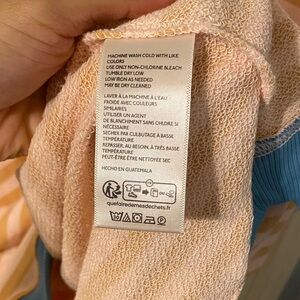 MACHINE WASH COLD WITH LIKE
COLORS
USE ONLY NON-CHLORINE BLEACH
TUMBLE DRY LOW
LOW IRON AS NEEDED
MAY BE DRY CLEANED
LAVER À LA MACHINE À L'EAU
FROIDE AVEC COULEURS
SIMILAIRES
UTILISER UN AGENT
DE BLANCHIMENT SANS CHLORE SI
NÉCESSAIRE
SÉCHER PAR CULBUTAGE À BASSE
TEMPÉRATURE
REPASSER, AU BESOIN, À TRÈS BASSE
TEMPÉRATURE
PEUT-ÊTRE ÊTRE NETTOYÉE SEC
HECHO EN GUATEMALA
quefairedemesdechets.fr